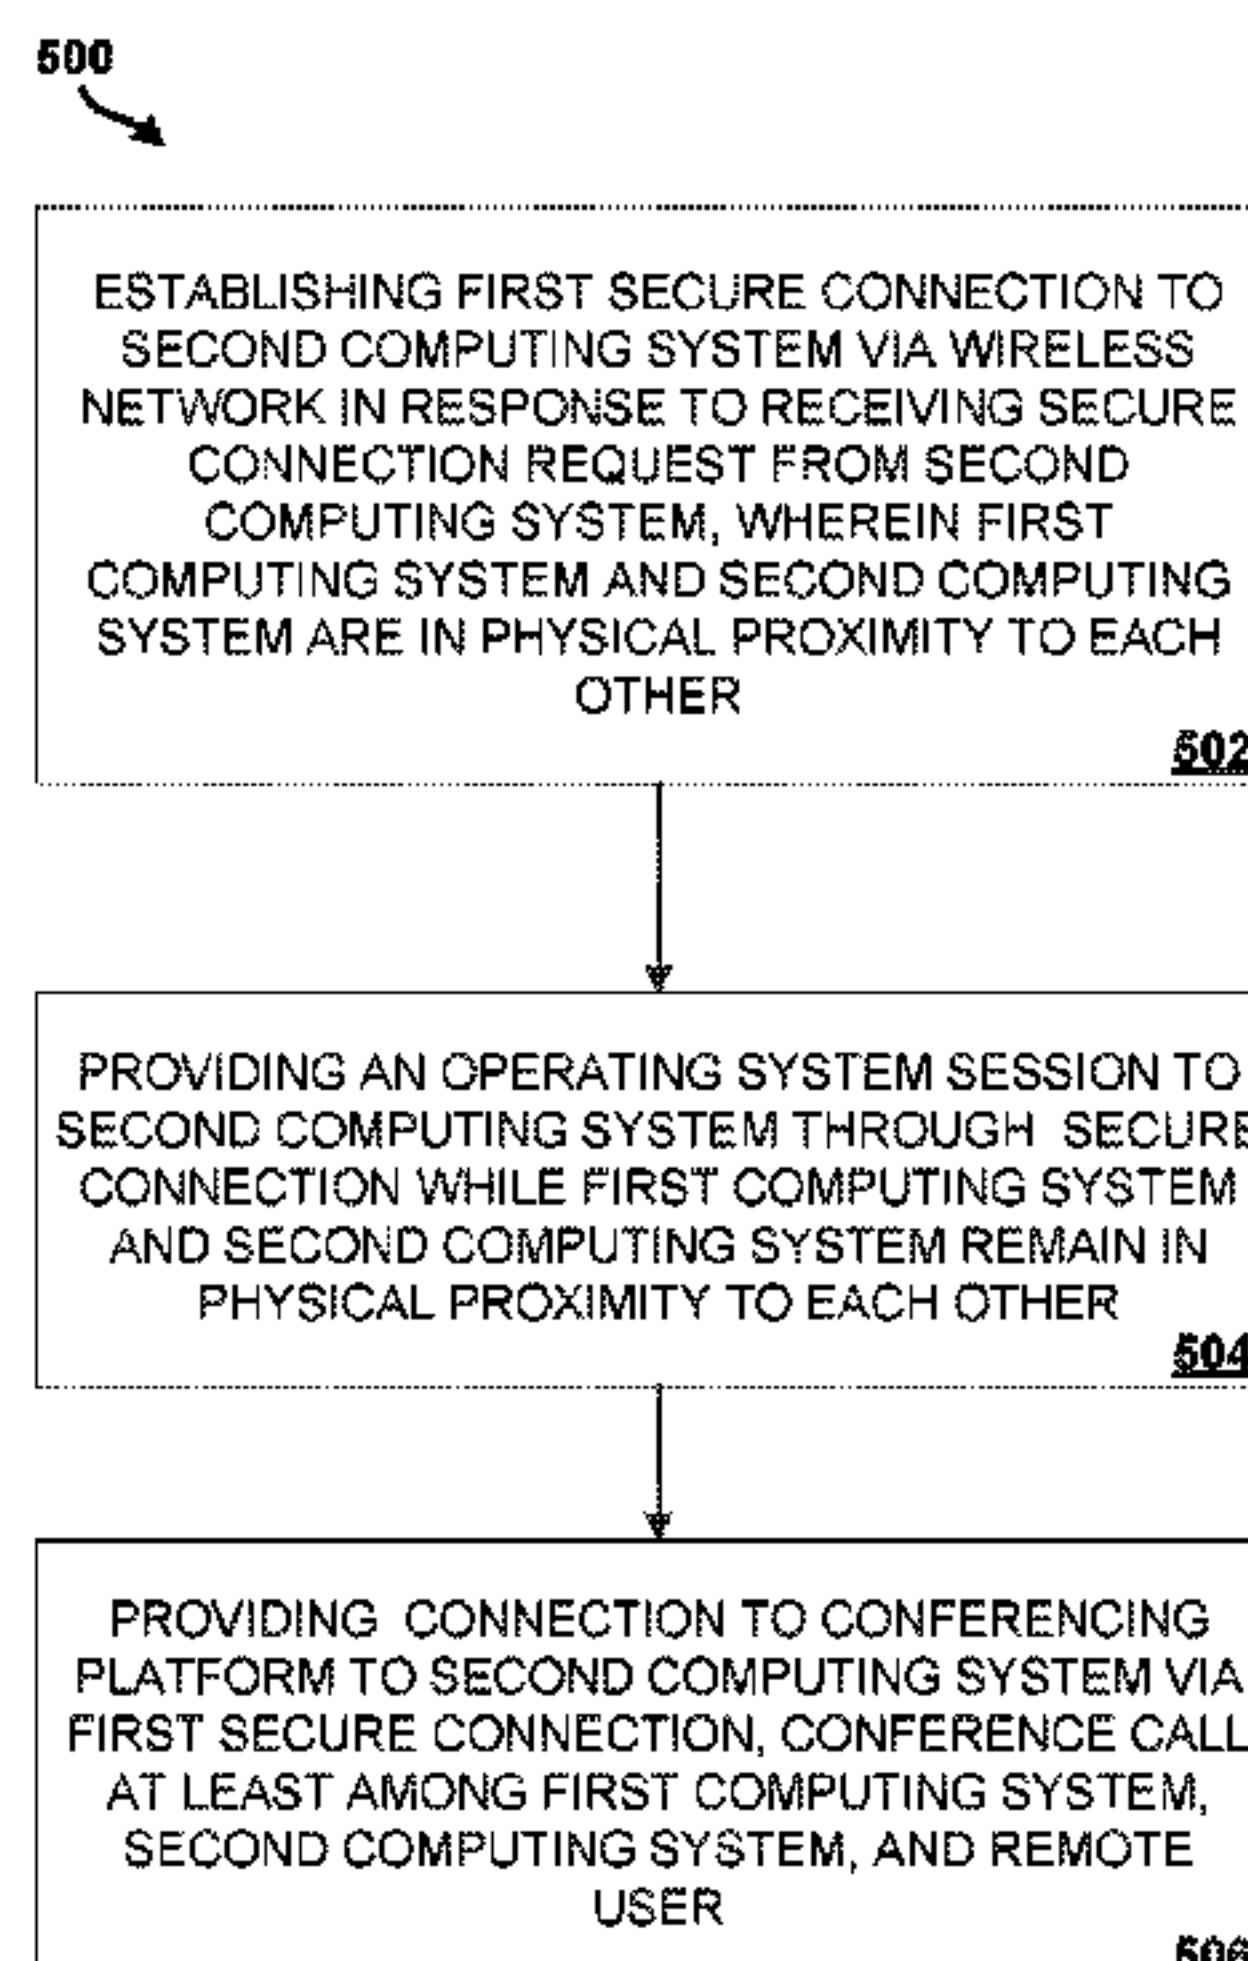 500
ESTABLISHING FIRST SECURE CONNECTION TO
SECOND COMPUTING SYSTEM VIA WIRELESS
NETWORK IN RESPONSE TO RECEIVING SECURE
CONNECTION REQUEST FROM SECOND
COMPUTING SYSTEM, WHEREIN FIRST
COMPUTING SYSTEM AND SECOND COMPUTING
SYSTEM ARE IN PHYSICAL PROXIMITY TO EACH
OTHER
502
PROVIDING AN OPERATING SYSTEM SESSION TO
SECOND COMPUTING SYSTEM THROUGH SECURE
CONNECTION WHILE FIRST COMPUTING SYSTEM
AND SECOND COMPUTING SYSTEM REMAIN IN
PHYSICAL PROXIMITY TO EACH OTHER
504
PROVIDING CONNECTION TO CONFERENCING
PLATFORM TO SECOND COMPUTING SYSTEM VIA
FIRST SECURE CONNECTION, CONFERENCE CALL
AT LEAST AMONG FIRST COMPUTING SYSTEM,
SECOND COMPUTING SYSTEM, AND REMOTE
USER
506